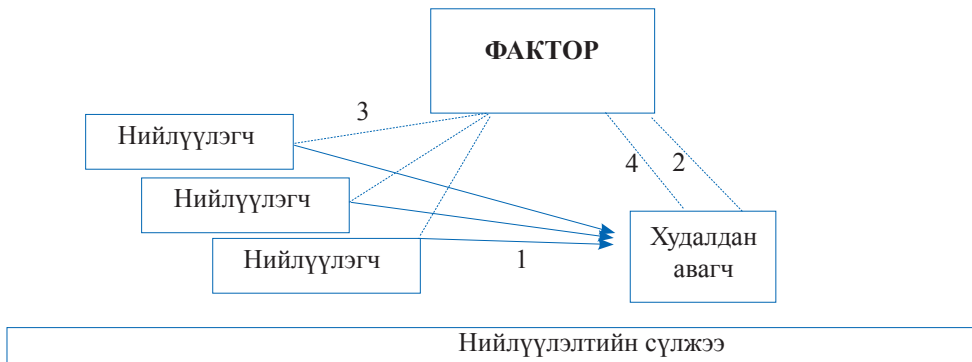 ФАКТОР
3
Нийлүүлэгч
4
2
Нийлүүлэгч
Худалдан
авагч
Нийлүүлэгч
1
Нийлүүлэлтийн сүлжээ